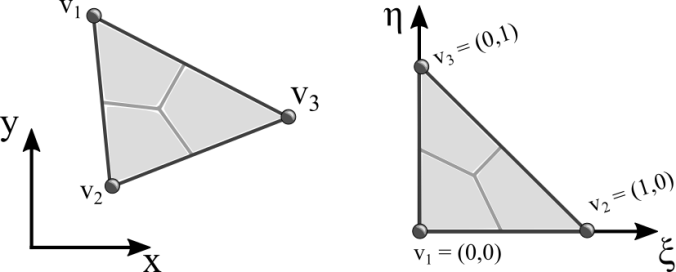 v1
v3
y
v2
x
η
v3 = (0,1)
v2 = (1,0)
v1 = (0,0)
ξ